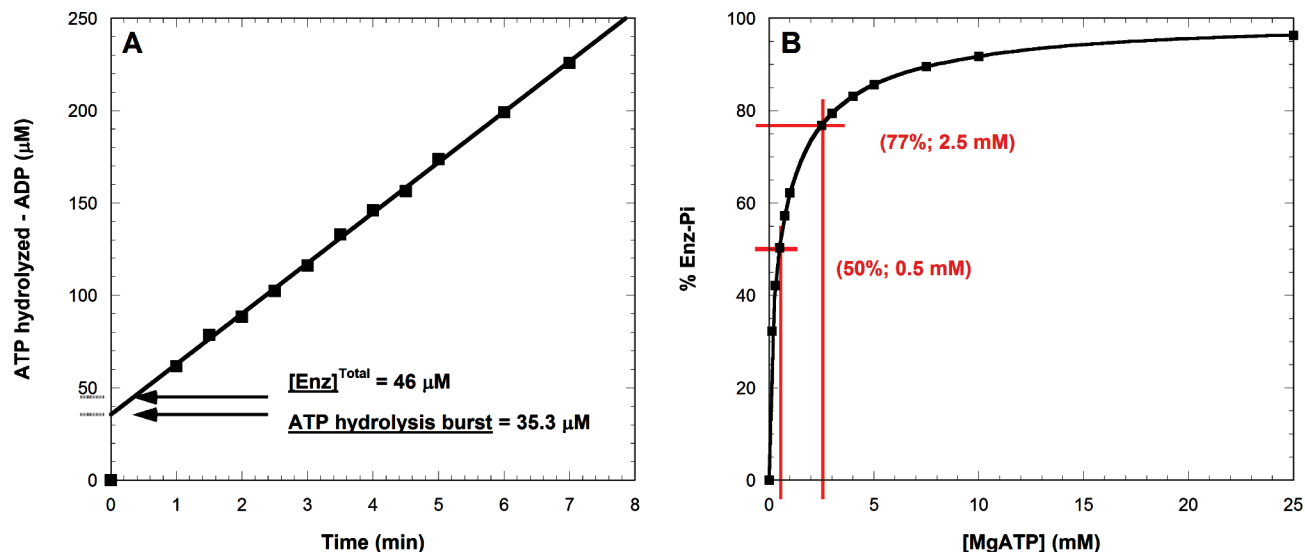 A
250
200
150
100
50
0
ATP hydrolyzed - ADP (µM)
[Enz]Total = 46 µM
ATP hydrolysis burst = 35.3 µM
0 1 2 3 4 5 6 7 8
Time (min)
B
100
80
60
40
20
0
% Enz-Pi
(77%; 2.5 mM)
(50%; 0.5 mM)
0 5 10 15 20 25
[MgATP] (mM)